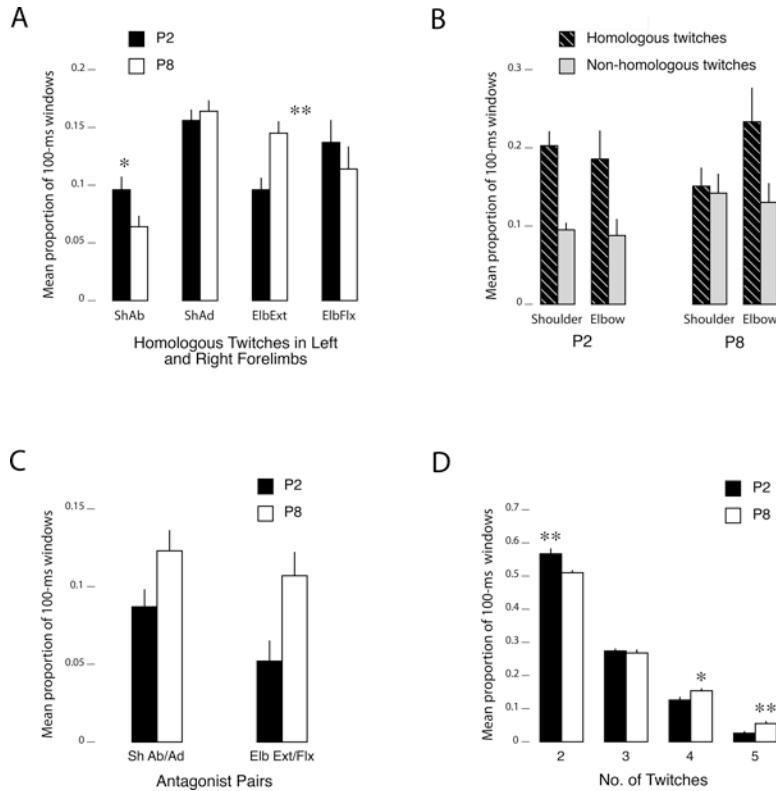 A
P2
P8
Mean proportion of 100-ms windows
0.2
0.15
0.1
0.05
0
*
**
ShAb
ShAd
ElbExt
ElbFlx
Homologous Twitches in Left
and Right Forelimbs
B
Homologous twitches
Non-homologous twitches
Mean proportion of 100-ms windows
0.3
0.2
0.1
0
Shoulder
Elbow
Shoulder
Elbow
P2
P8
C
P2
P8
Mean proportion of 100-ms windows
0.15
0.1
0.05
0
Sh Ab/Ad
Elb Ext/Flx
Antagonist Pairs
D
P2
P8
Mean proportion of 100-ms windows
0.7
0.6
0.5
0.4
0.3
0.2
0.1
0
**
*
**
2
3
4
5
No. of Twitches